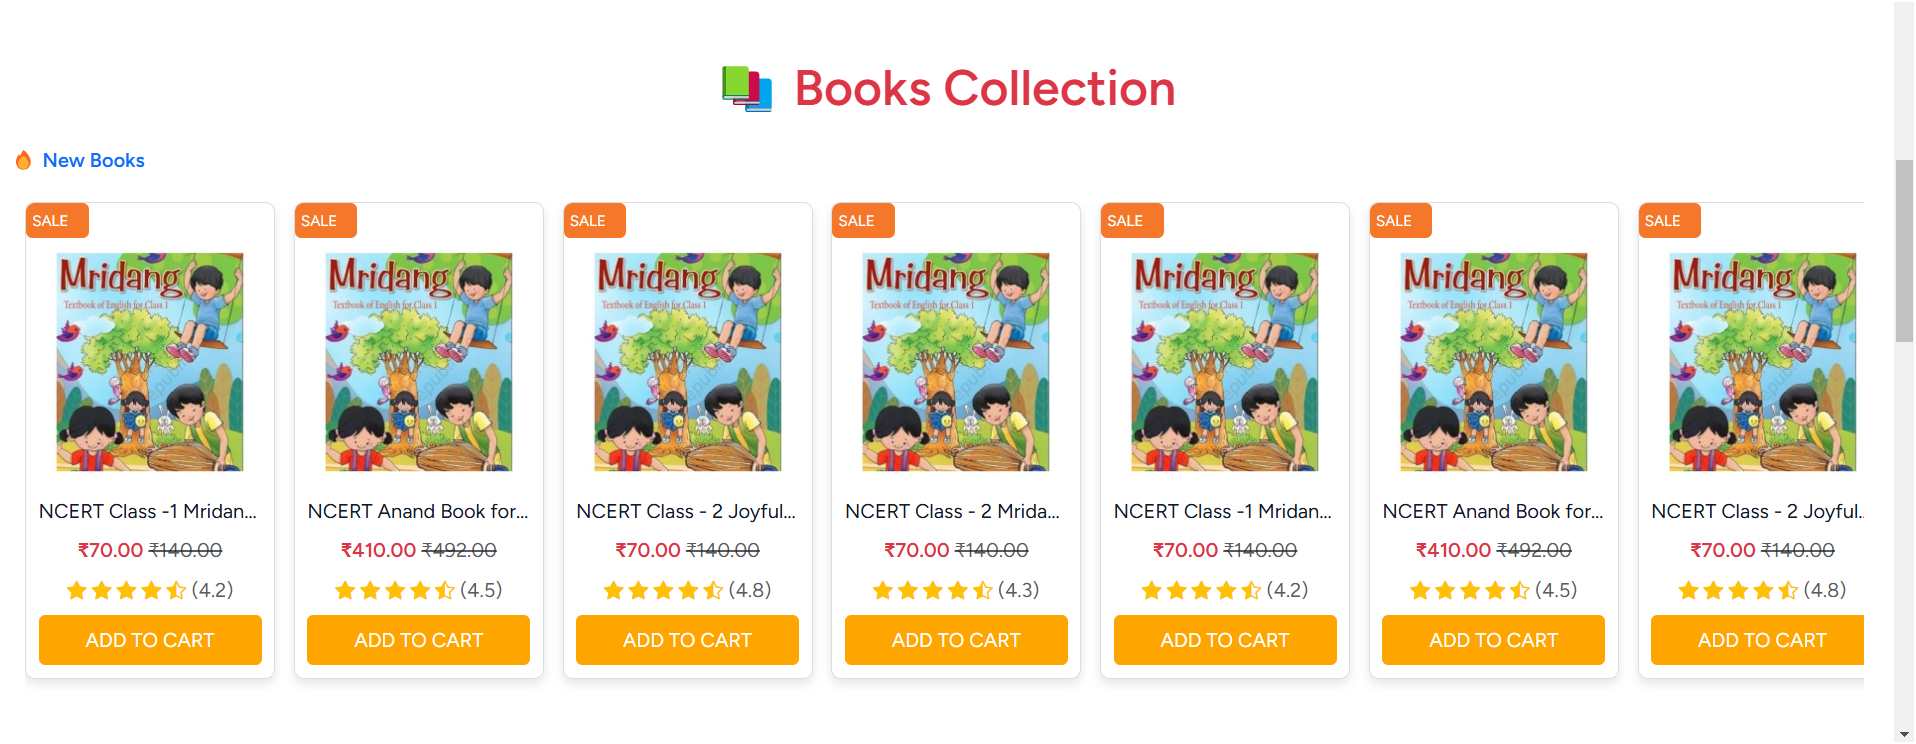 Books Collection
New Books
SALE SALE SALE SALE SALE SALE SALE
Mridang Mridang Mridang Mridang Mridang Mridang Mridang
Textbook of English for Class 1 Textbook of English for Class 1 Textbook of English for Class 1 Textbook of English for Class 1 Textbook of English for Class 1 Textbook of English for Class 1 Textbook of English for Class 1
NCERT Class -1 Mridan... NCERT Anand Book for... NCERT Class - 2 Joyful... NCERT Class - 2 Mrida... NCERT Class -1 Mridan... NCERT Anand Book for... NCERT Class - 2 Joyful..
₹70.00 ₹140.00 ₹410.00 ₹492.00 ₹70.00 ₹140.00 ₹70.00 ₹140.00 ₹70.00 ₹140.00 ₹410.00 ₹492.00 ₹70.00 ₹140.00
(4.2) (4.5) (4.8) (4.3) (4.2) (4.5) (4.8)
ADD TO CART ADD TO CART ADD TO CART ADD TO CART ADD TO CART ADD TO CART ADD TO CART